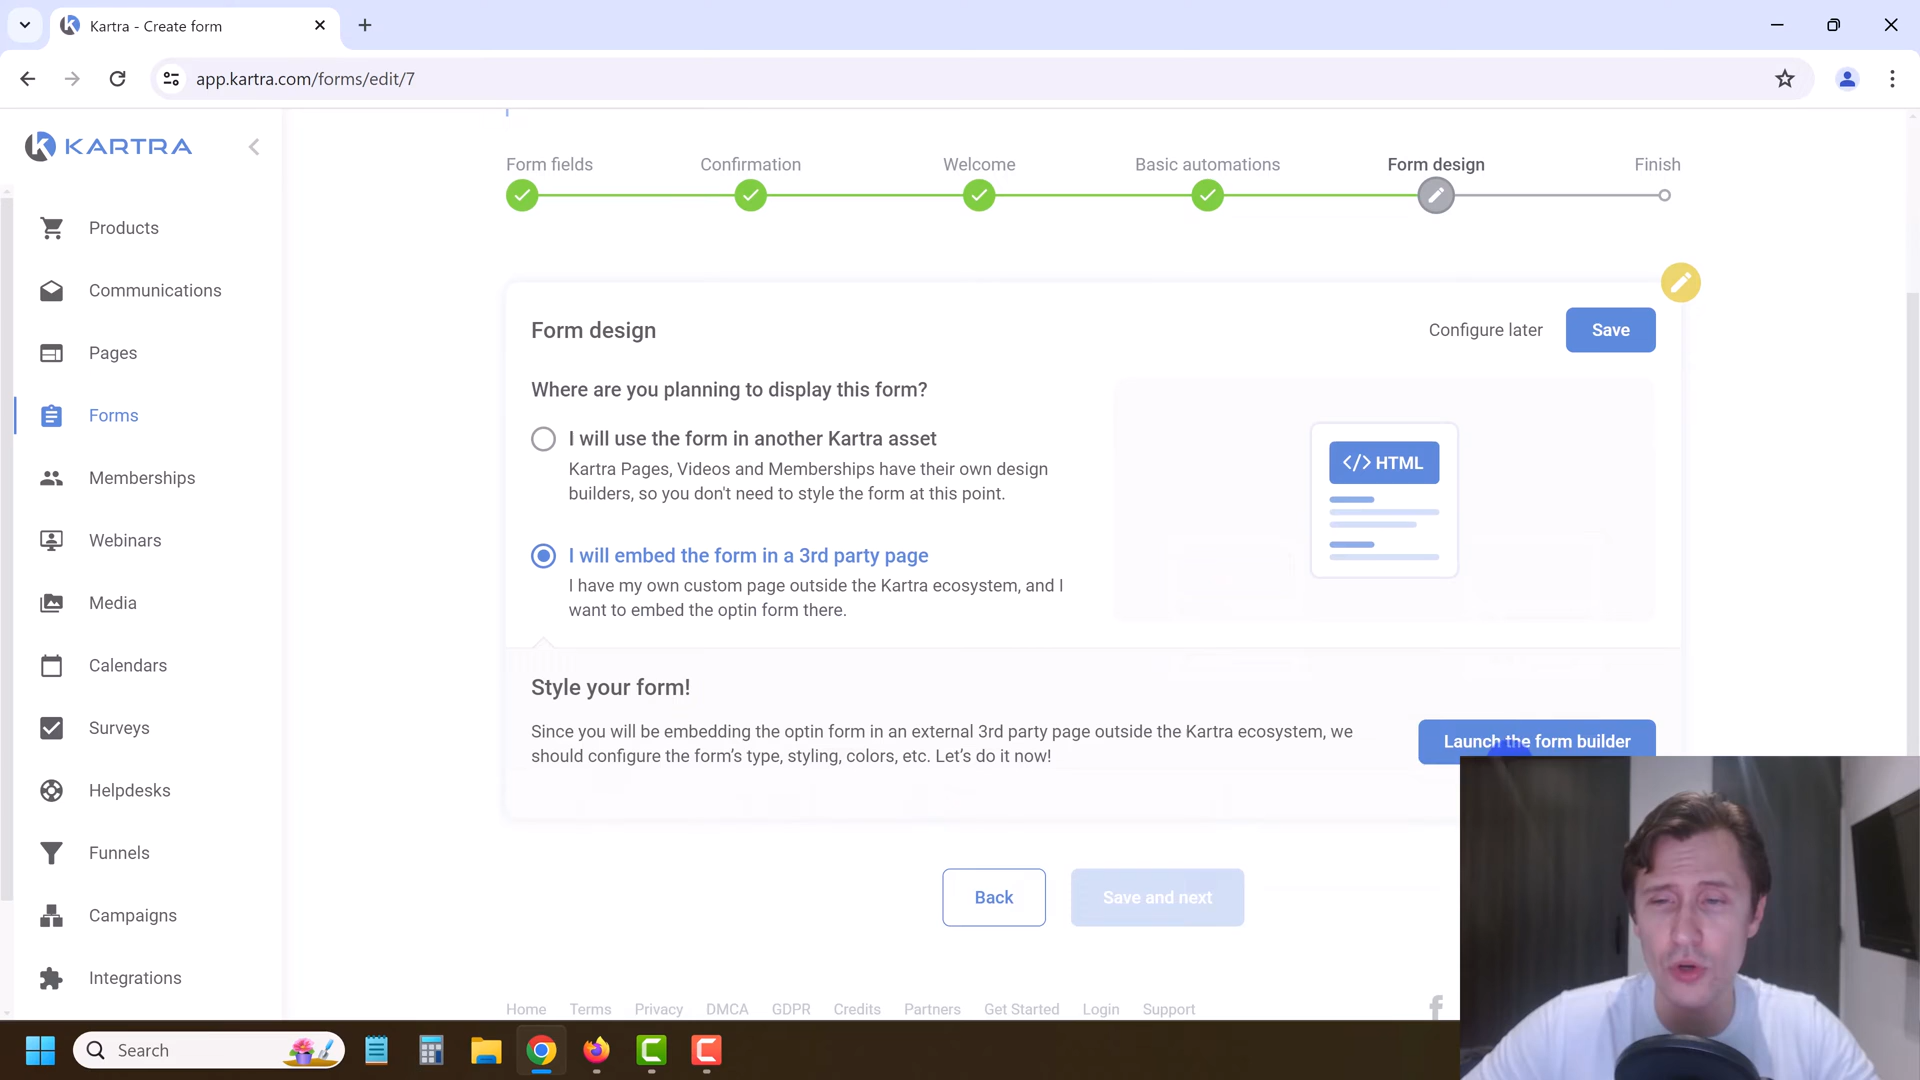 Kartra - Create form
app.kartra.com/forms/edit/7
KARTRA
Products
Communications
Pages
Forms
Memberships
Webinars
Media
Calendars
Surveys
Helpdesks
Funnels
Campaigns
Integrations
Form fields
Confirmation
Welcome
Basic automations
Form design
Finish
Form design
Configure later
Save
Where are you planning to display this form?
I will use the form in another Kartra asset
Kartra Pages, Videos and Memberships have their own design
builders, so you don't need to style the form at this point.
I will embed the form in a 3rd party page
I have my own custom page outside the Kartra ecosystem, and I
want to embed the optin form there.
</> HTML
Style your form!
Since you will be embedding the optin form in an external 3rd party page outside the Kartra ecosystem, we
should configure the form’s type, styling, colors, etc. Let’s do it now!
Launch the form builder
Back
Save and next
Home Terms Privacy DMCA GDPR Credits Partners Get Started Login Support
Search